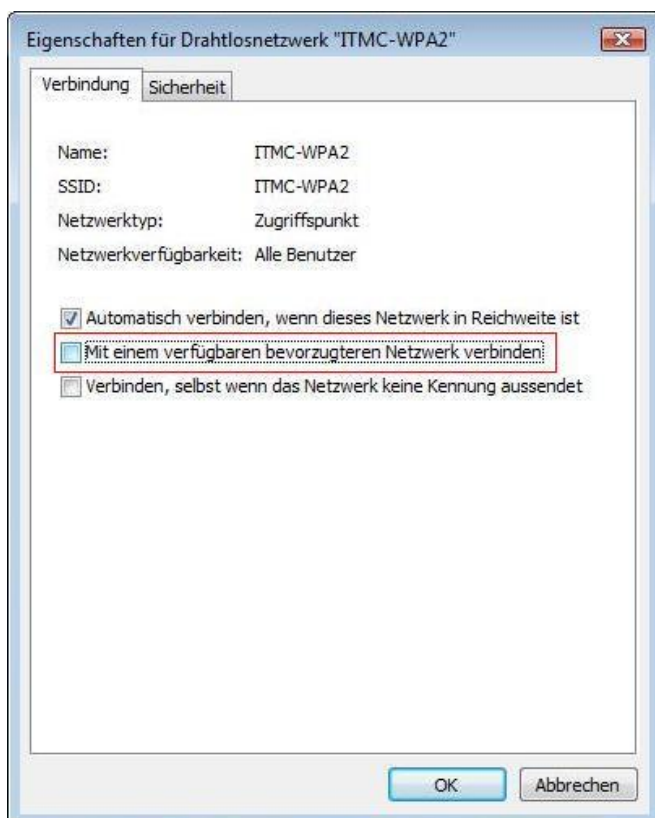 Eigenschaften für Drahtlosnetzwerk "ITMC-WPA2"
Verbindung Sicherheit
Name: ITMC-WPA2
SSID: ITMC-WPA2
Netzwerktyp: Zugriffspunkt
Netzwerkverfügbarkeit: Alle Benutzer
Automatisch verbinden, wenn dieses Netzwerk in Reichweite ist
Mit einem verfügbaren bevorzugteren Netzwerk verbinden
Verbinden, selbst wenn das Netzwerk keine Kennung aussendet
OK Abbrechen